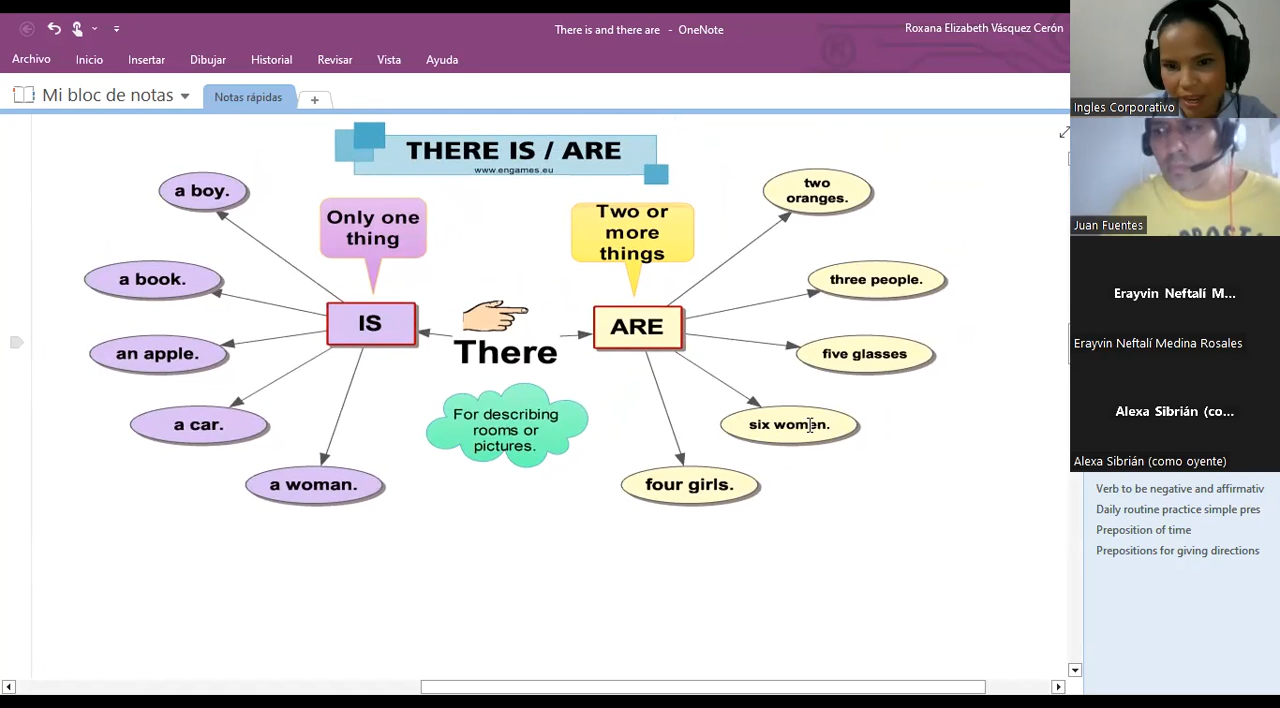 There is and there are - OneNote
Roxana Elizabeth Vásquez Cerón
Archivo
Inicio
Insertar
Dibujar
Historial
Revisar
Vista
Ayuda
Mi bloc de notas
Notas rápidas
+
THERE IS / ARE
www.engames.eu
Only one
thing
Two or
more
things
a boy.
a book.
an apple.
a car.
a woman.
IS
There
ARE
For describing
rooms or
pictures.
two
oranges.
three people.
five glasses
six women.
four girls.
Ingles Corporativo
Juan Fuentes
Erayvin Neftalí M...
Erayvin Neftalí Medina Rosales
Alexa Sibrián (co...
Alexa Sibrián (como oyente)
Verb to be negative and affirmativ
Daily routine practice simple pres
Preposition of time
Prepositions for giving directions